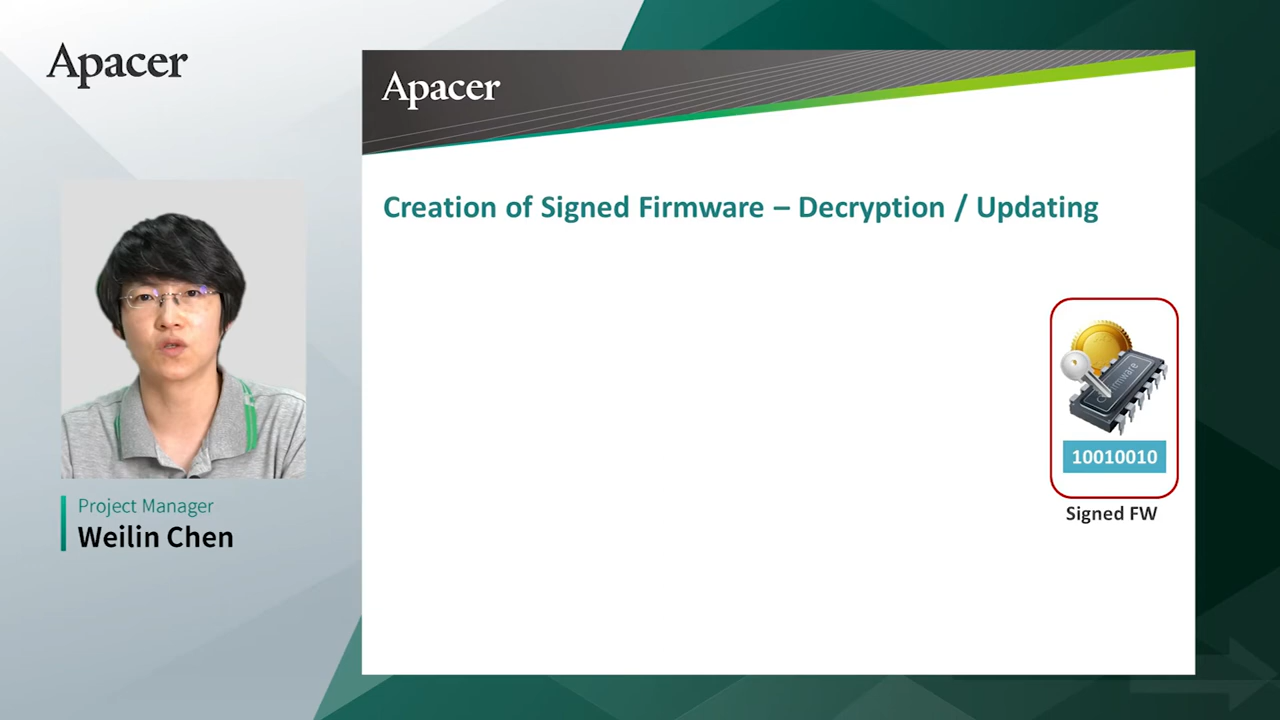 Apacer
Apacer
Creation of Signed Firmware – Decryption / Updating
10010010
Signed FW
Project Manager
Weilin Chen